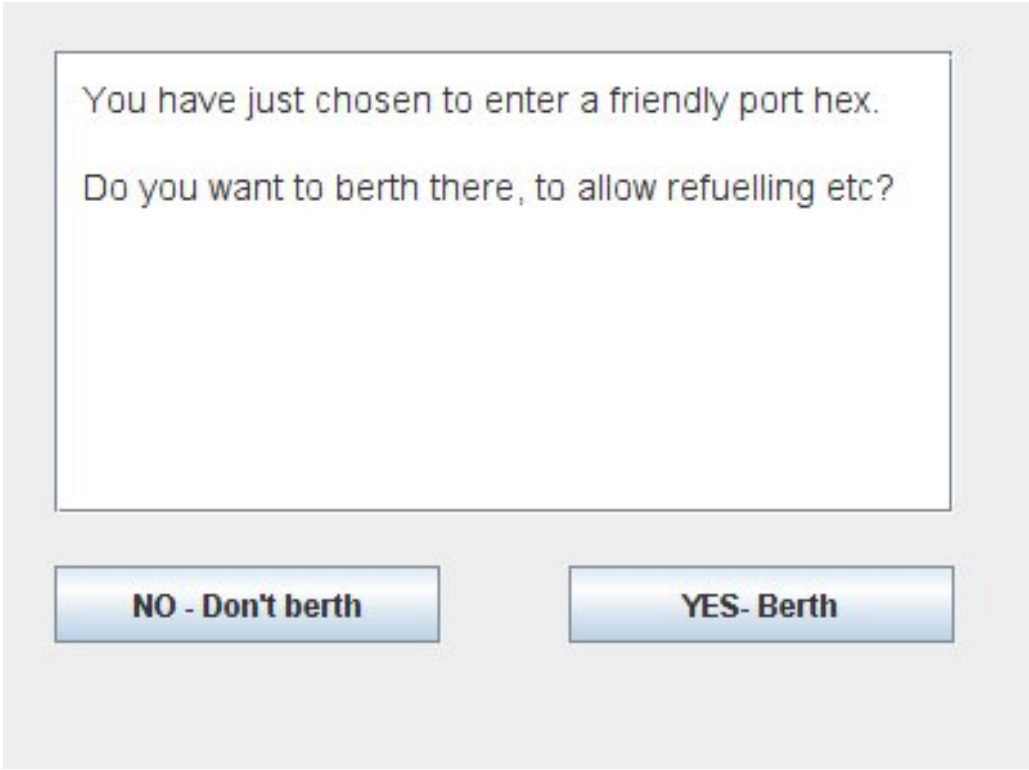 You have just chosen to enter a friendly port hex.
Do you want to berth there, to allow refuelling etc?
NO - Don't berth
YES- Berth